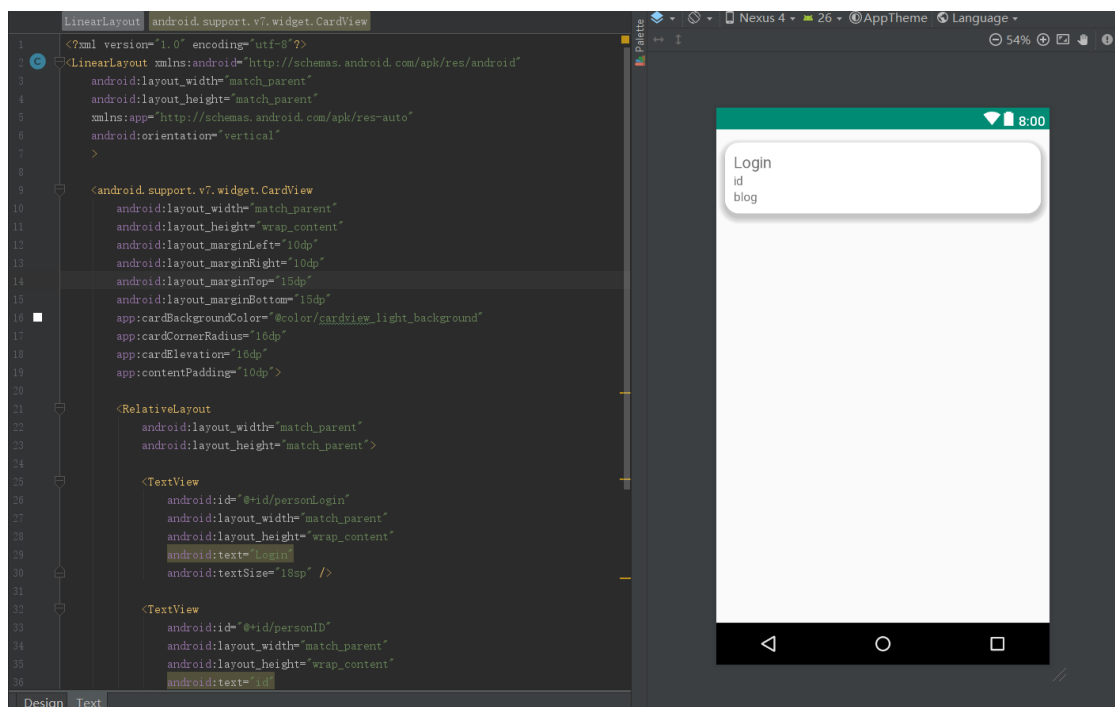 LinearLayout android.support.v7.widget.CardView
1 <?xml version="1.0" encoding="utf-8"?>
2 C <LinearLayout xmlns:android="http://schemas.android.com/apk/res/android"
3 android:layout_width="match_parent"
4 android:layout_height="match_parent"
5 xmlns:app="http://schemas.android.com/apk/res-auto"
6 android:orientation="vertical"
7 >
8
9 <android.support.v7.widget.CardView
10 android:layout_width="match_parent"
11 android:layout_height="wrap_content"
12 android:layout_marginLeft="10dp"
13 android:layout_marginRight="10dp"
14 android:layout_marginTop="15dp"
15 android:layout_marginBottom="15dp"
16 app:cardBackgroundColor="@color/cardview_light_background"
17 app:cardCornerRadius="16dp"
18 app:cardElevation="16dp"
19 app:contentPadding="10dp">
20
21 <RelativeLayout
22 android:layout_width="match_parent"
23 android:layout_height="match_parent">
24
25 <TextView
26 android:id="@+id/personLogin"
27 android:layout_width="match_parent"
28 android:layout_height="wrap_content"
29 android:text="Login"
30 android:textSize="18sp" />
31
32 <TextView
33 android:id="@+id/personID"
34 android:layout_width="match_parent"
35 android:layout_height="wrap_content"
36 android:text="id"
Design Text
Palette
Nexus 4 26 AppTheme Language
54%
8:00
Login
id
blog